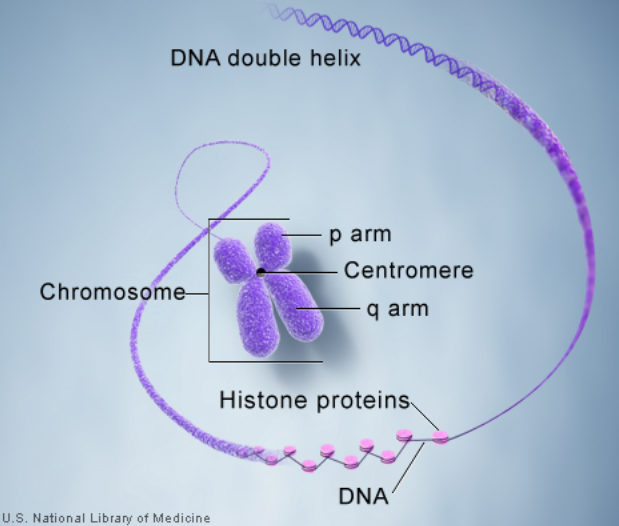 DNA double helix
p arm
Centromere
Chromosome
q arm
Histone proteins
DNA
U.S. National Library of Medicine